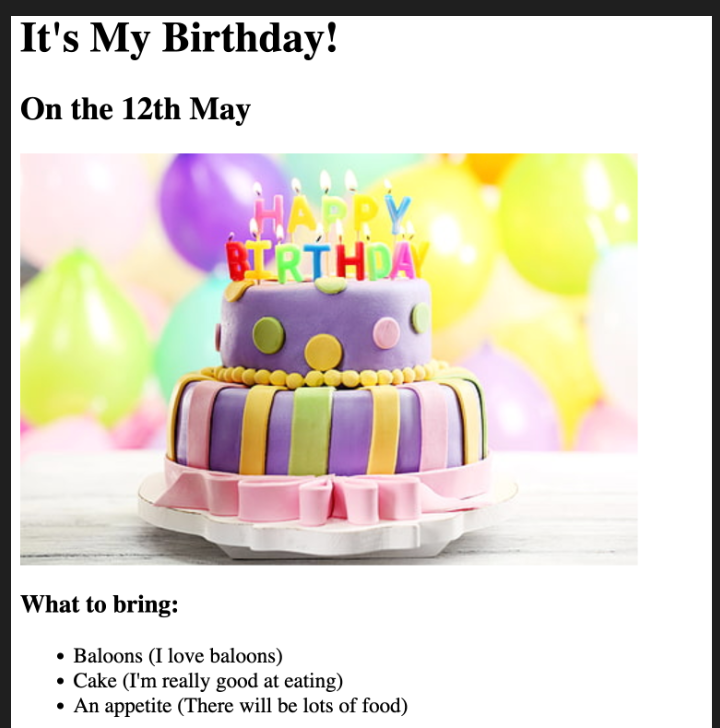 It's My Birthday!
On the 12th May
HAPPY
BIRTHDAY
What to bring:
Baloons (I love baloons)
Cake (I'm really good at eating)
An appetite (There will be lots of food)